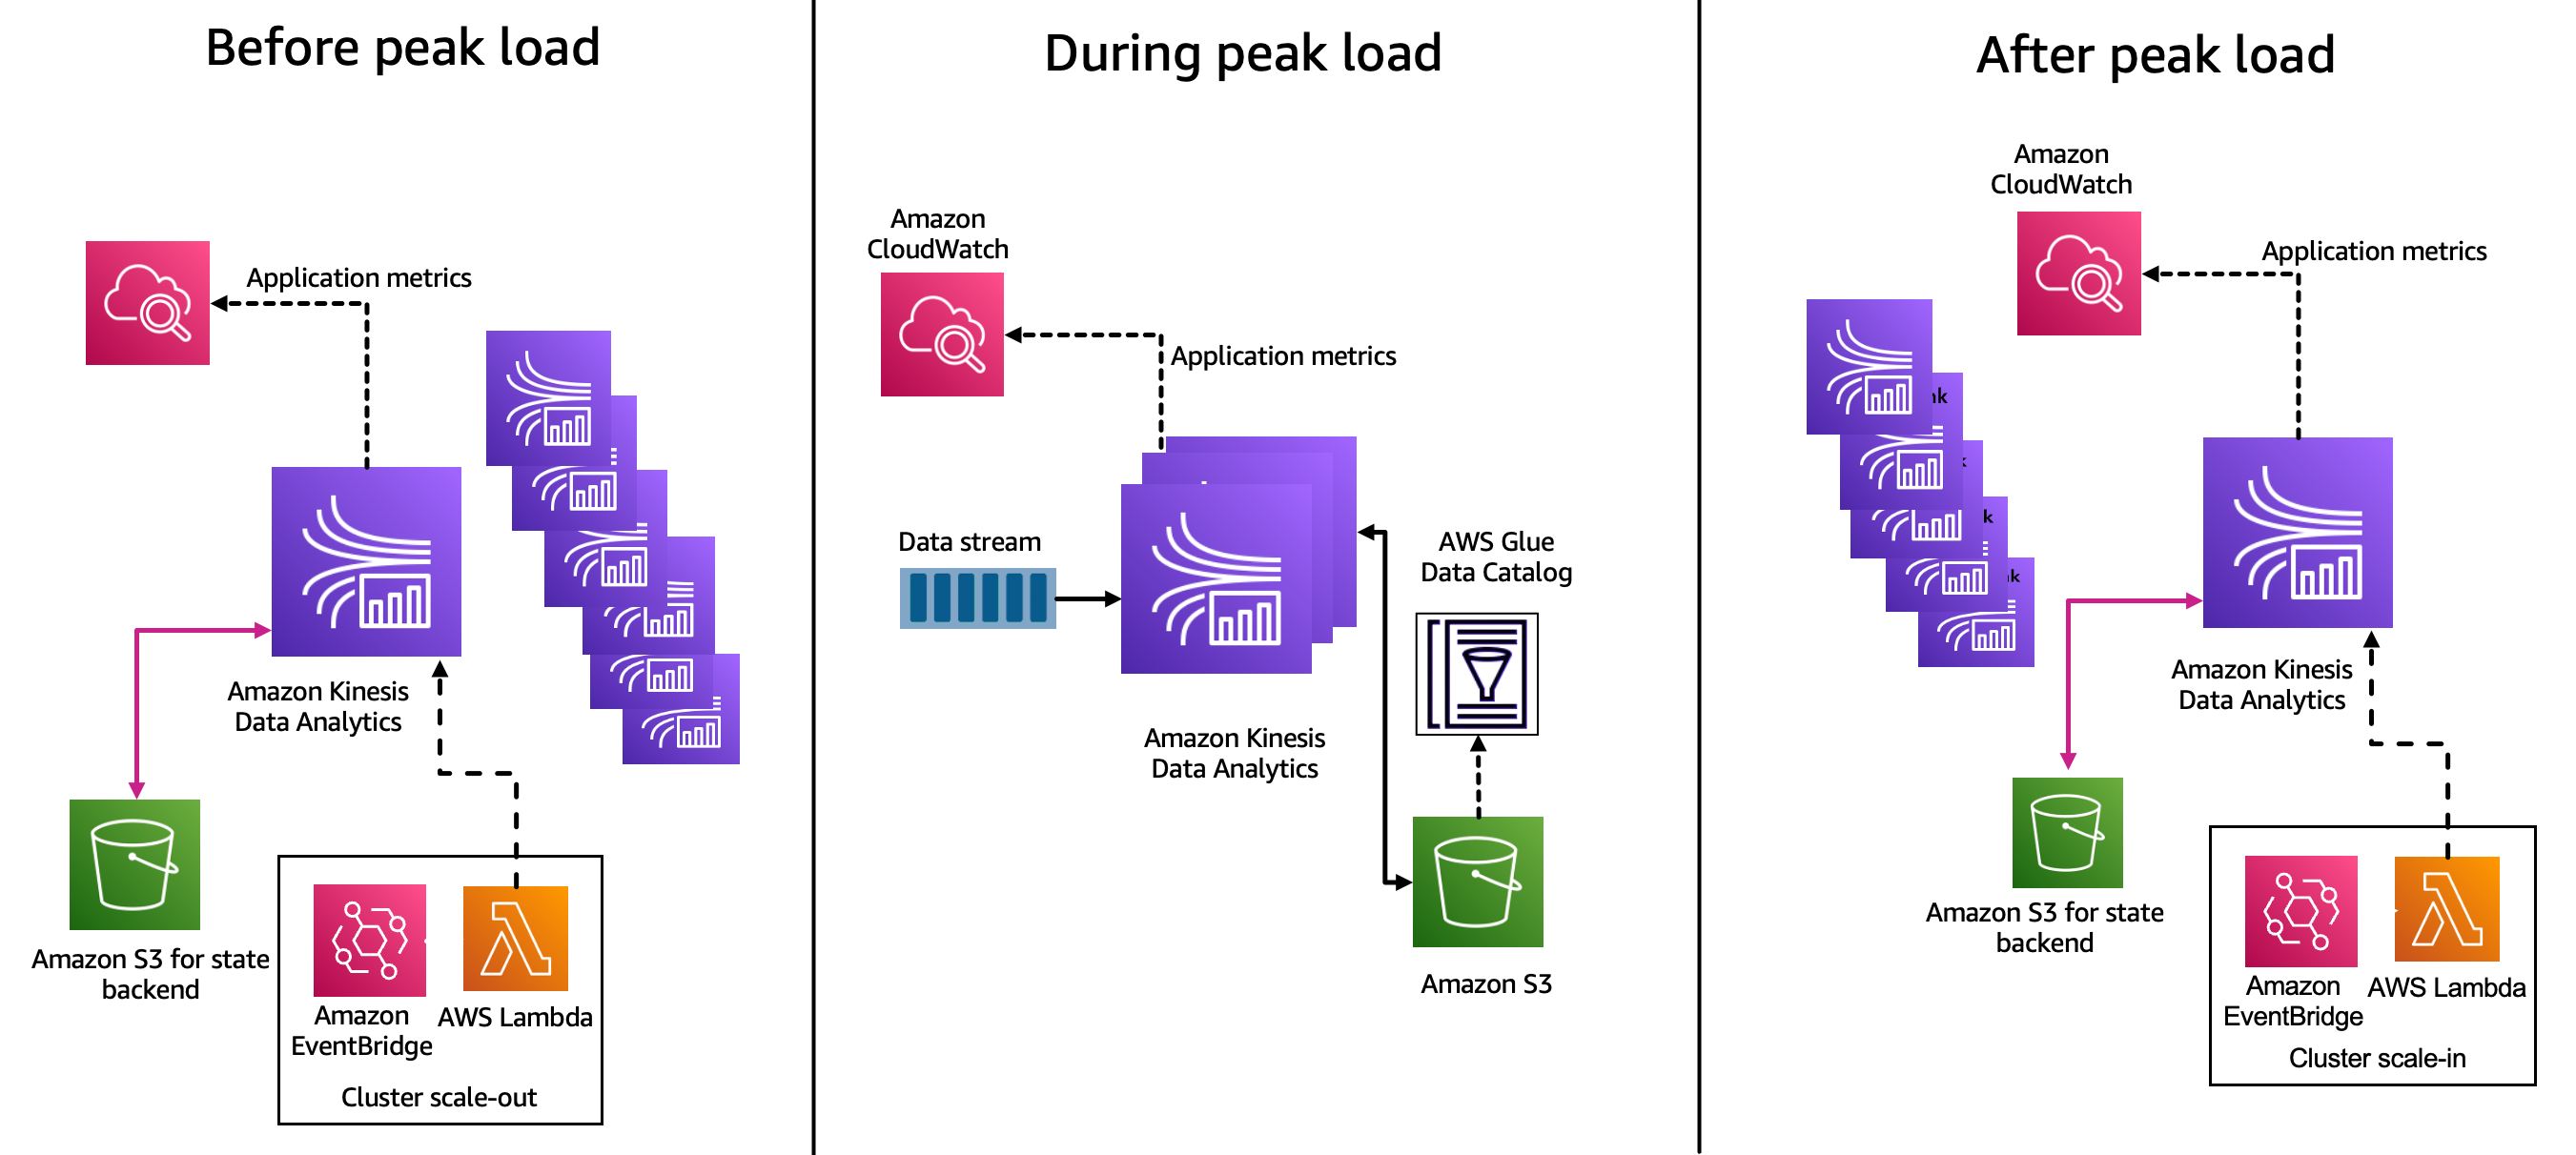 Before peak load
Application metrics
Amazon Kinesis
Data Analytics
Amazon S3 for state
backend
Amazon
EventBridge
AWS Lambda
Cluster scale-out
During peak load
Amazon
CloudWatch
Application metrics
Data stream
AWS Glue
Data Catalog
Amazon Kinesis
Data Analytics
Amazon S3
After peak load
Amazon
CloudWatch
Application metrics
nk
k
k
nk
Amazon Kinesis
Data Analytics
Amazon S3 for state
backend
Amazon
EventBridge
AWS Lambda
Cluster scale-in